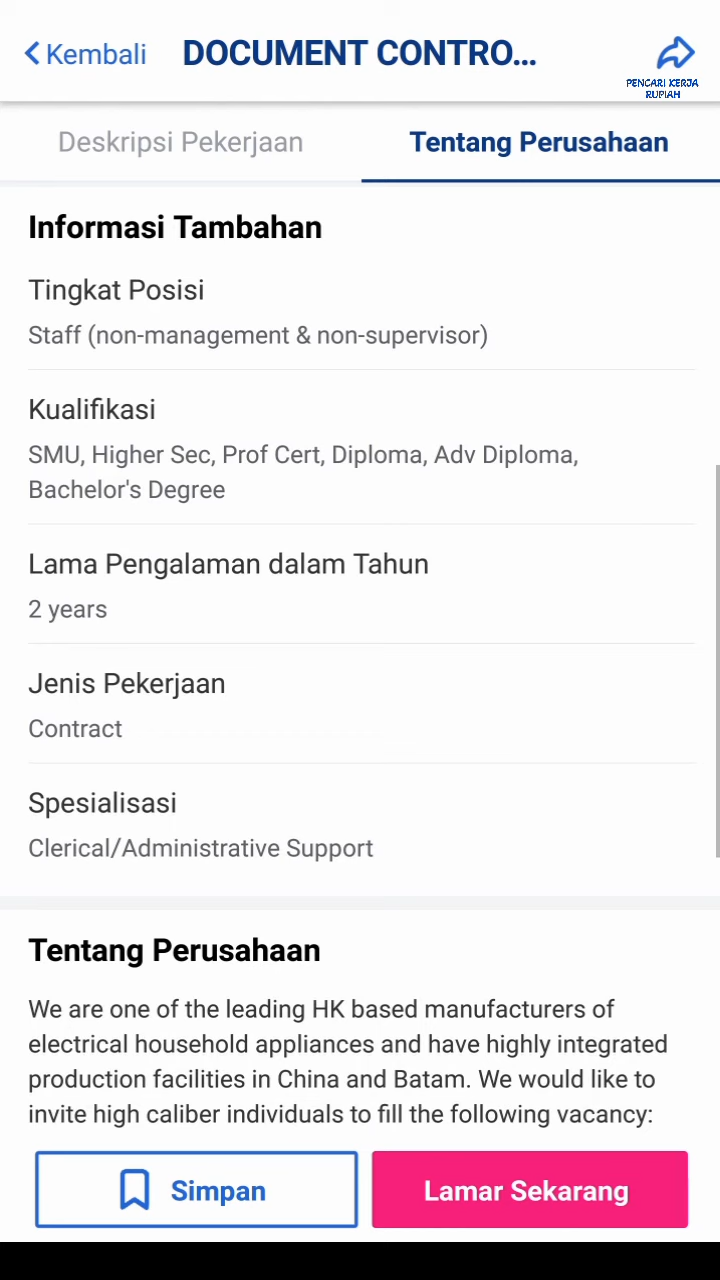 Kembali
DOCUMENT CONTRO...
PENCARI KERJA
RUPIAH
Deskripsi Pekerjaan
Tentang Perusahaan
Informasi Tambahan
Tingkat Posisi
Staff (non-management & non-supervisor)
Kualifikasi
SMU, Higher Sec, Prof Cert, Diploma, Adv Diploma,
Bachelor's Degree
Lama Pengalaman dalam Tahun
2 years
Jenis Pekerjaan
Contract
Spesialisasi
Clerical/Administrative Support
Tentang Perusahaan
We are one of the leading HK based manufacturers of
electrical household appliances and have highly integrated
production facilities in China and Batam. We would like to
invite high caliber individuals to fill the following vacancy:
Simpan
Lamar Sekarang